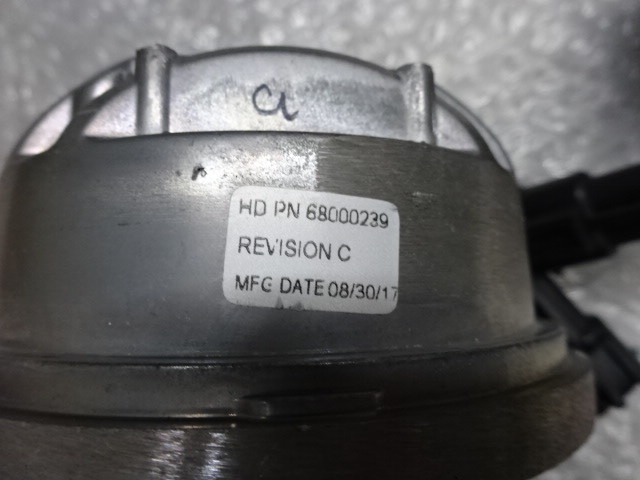 HD PN 68000239
REVISION C
MFG DATE 08/30/17